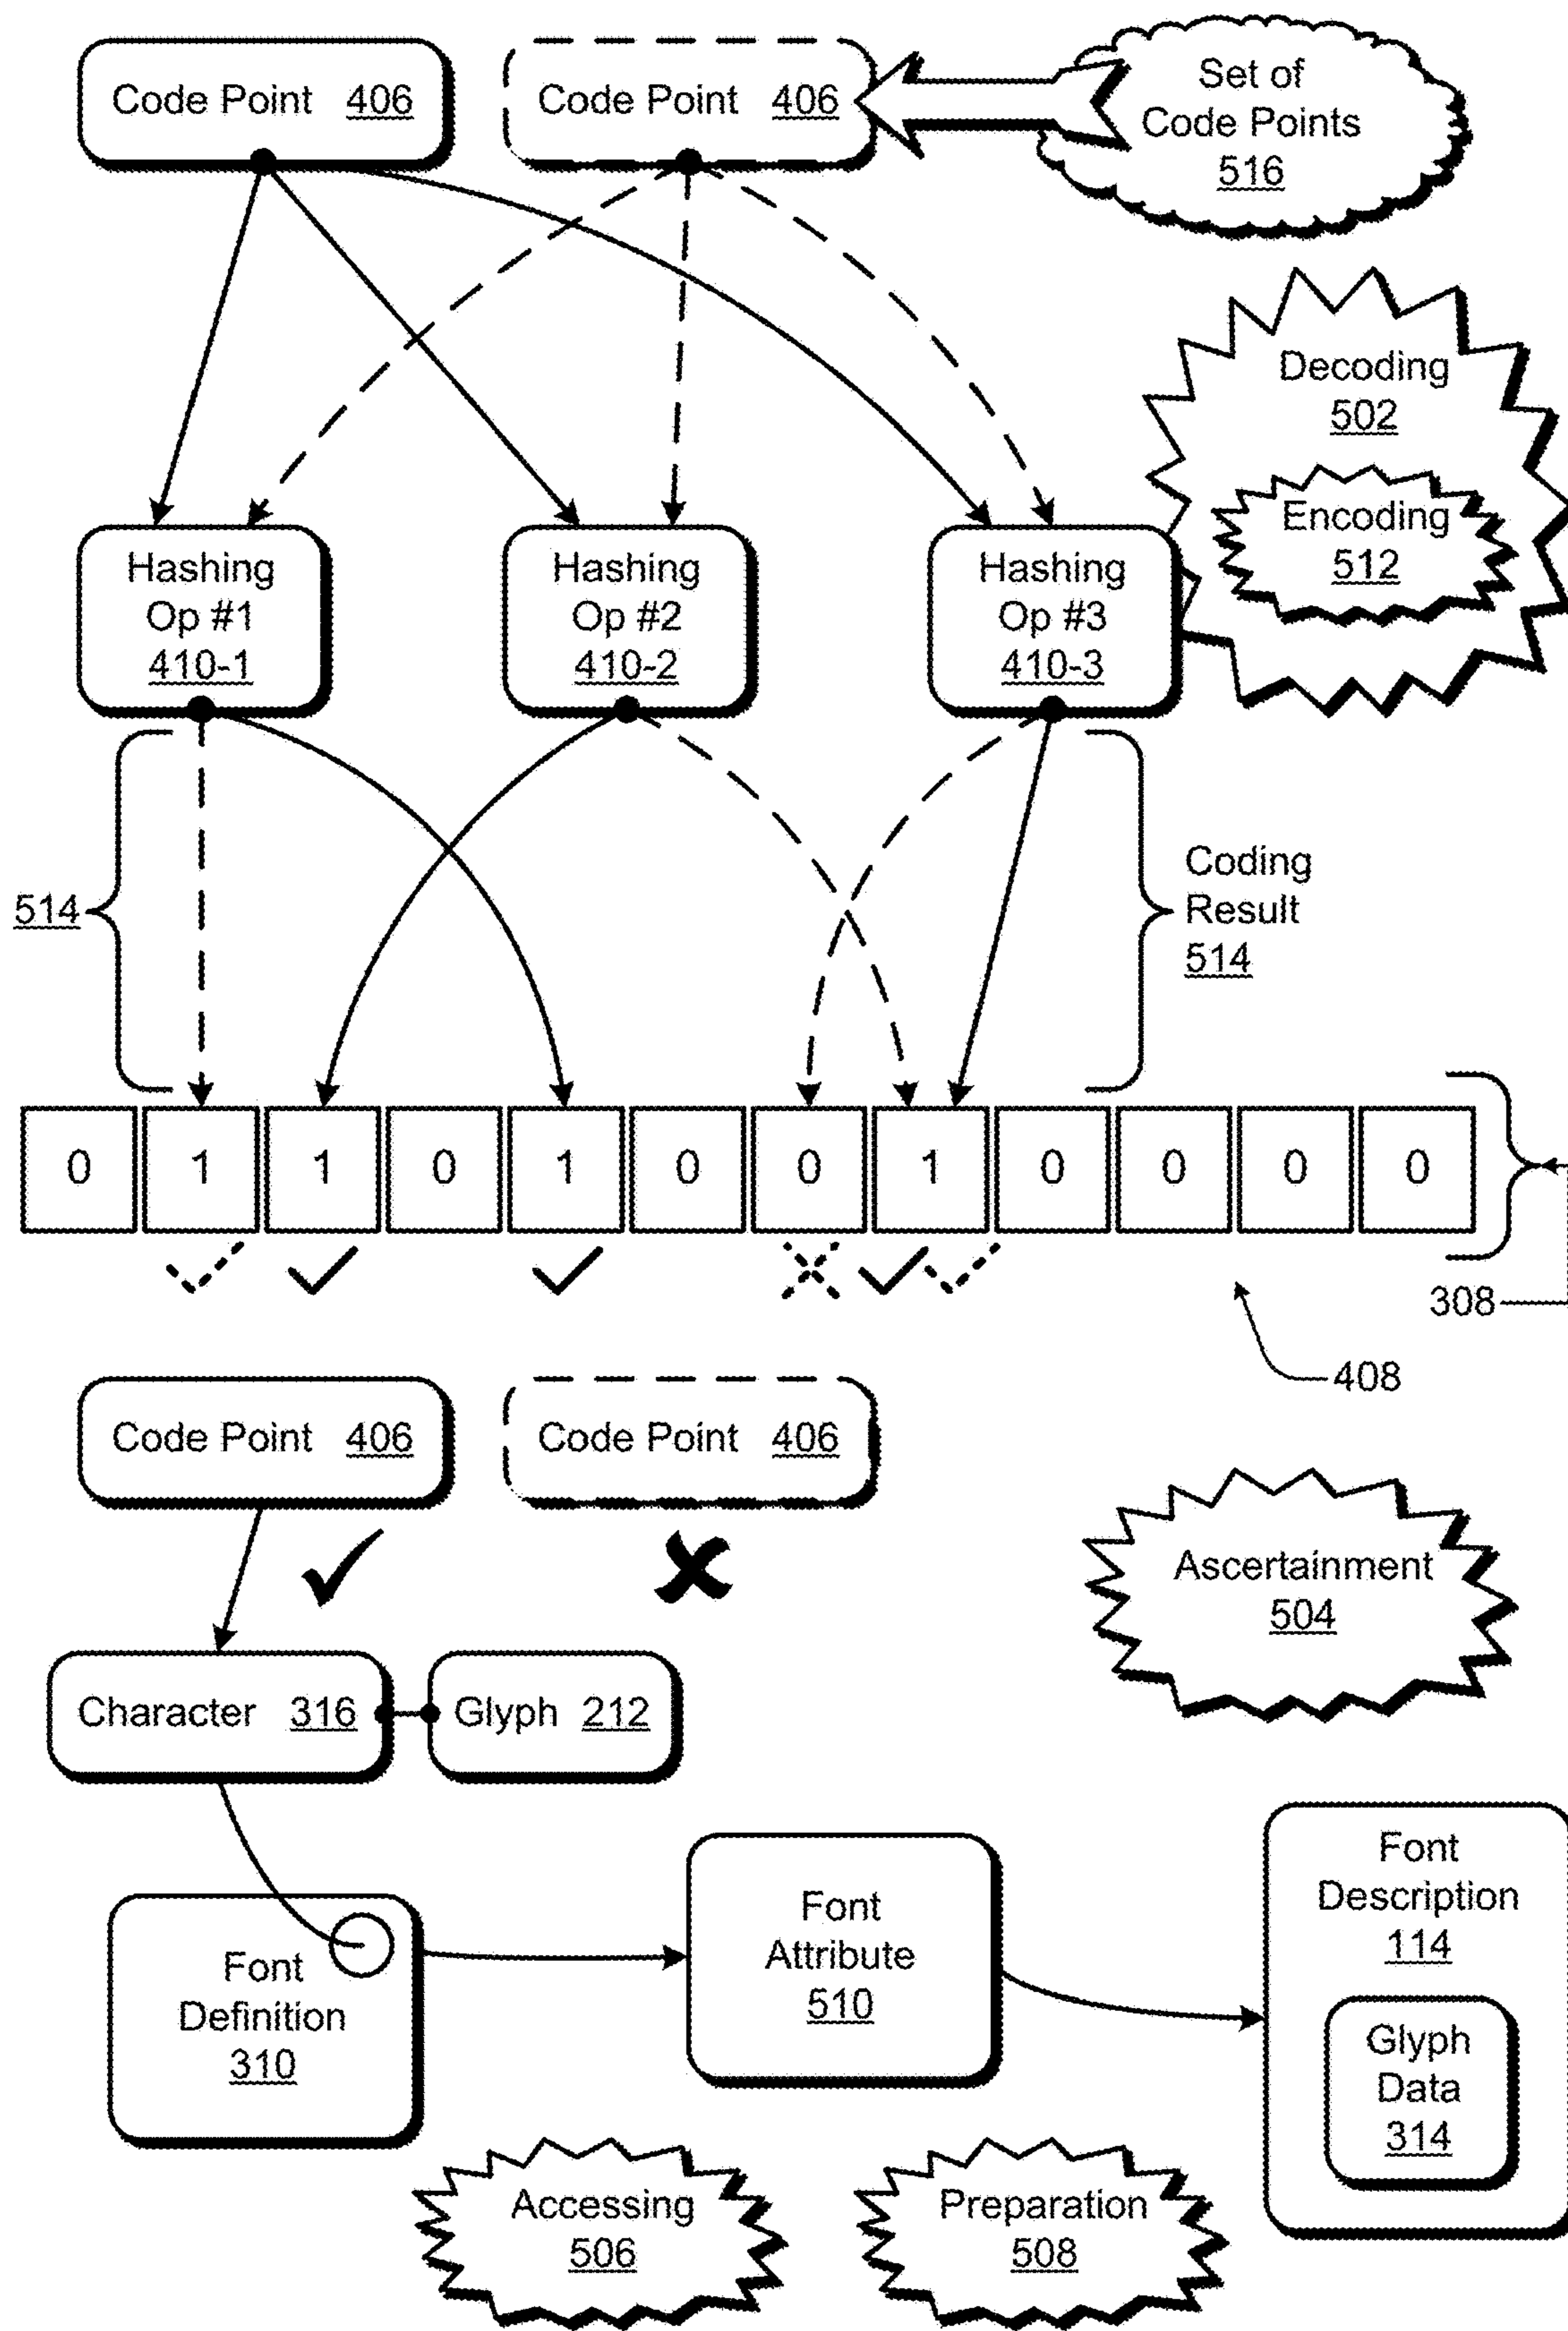 Code Point 406
Code Point 406
Set of
Code Points
516
Decoding
502
Encoding
512
Hashing
Op #1
410-1
Hashing
Op #2
410-2
Hashing
Op #3
410-3
514
Coding
Result
514
0 1 1 0 1 0 0 1 0 0 0 0
308
408
Code Point 406
Code Point 406
Ascertainment
504
Character 316
Glyph 212
Font
Definition
310
Font
Attribute
510
Font
Description
114
Glyph
Data
314
Accessing
506
Preparation
508